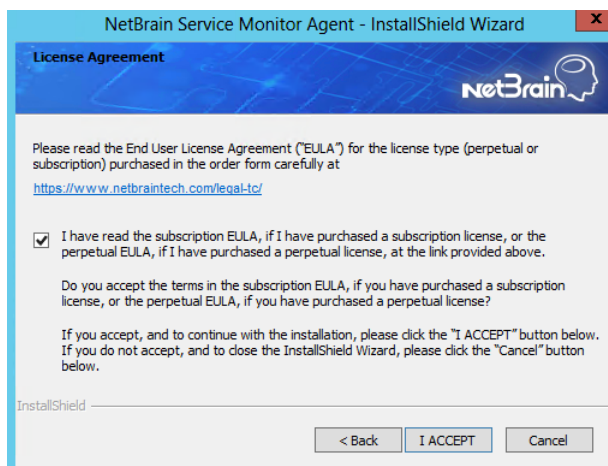 NetBrain Service Monitor Agent - InstallShield Wizard
x
License Agreement
NetBrain
Please read the End User License Agreement ("EULA") for the license type (perpetual or
subscription) purchased in the order form carefully at
https://www.netbraintech.com/legal-tc/
I have read the subscription EULA, if I have purchased a subscription license, or the
perpetual EULA, if I have purchased a perpetual license, at the link provided above.
Do you accept the terms in the subscription EULA, if you have purchased a subscription
license, or the perpetual EULA, if you have purchased a perpetual license?
If you accept, and to continue with the installation, please click the "I ACCEPT" button below.
If you do not accept, and to close the InstallShield Wizard, please click the "Cancel" button
below.
InstallShield
< Back I ACCEPT Cancel